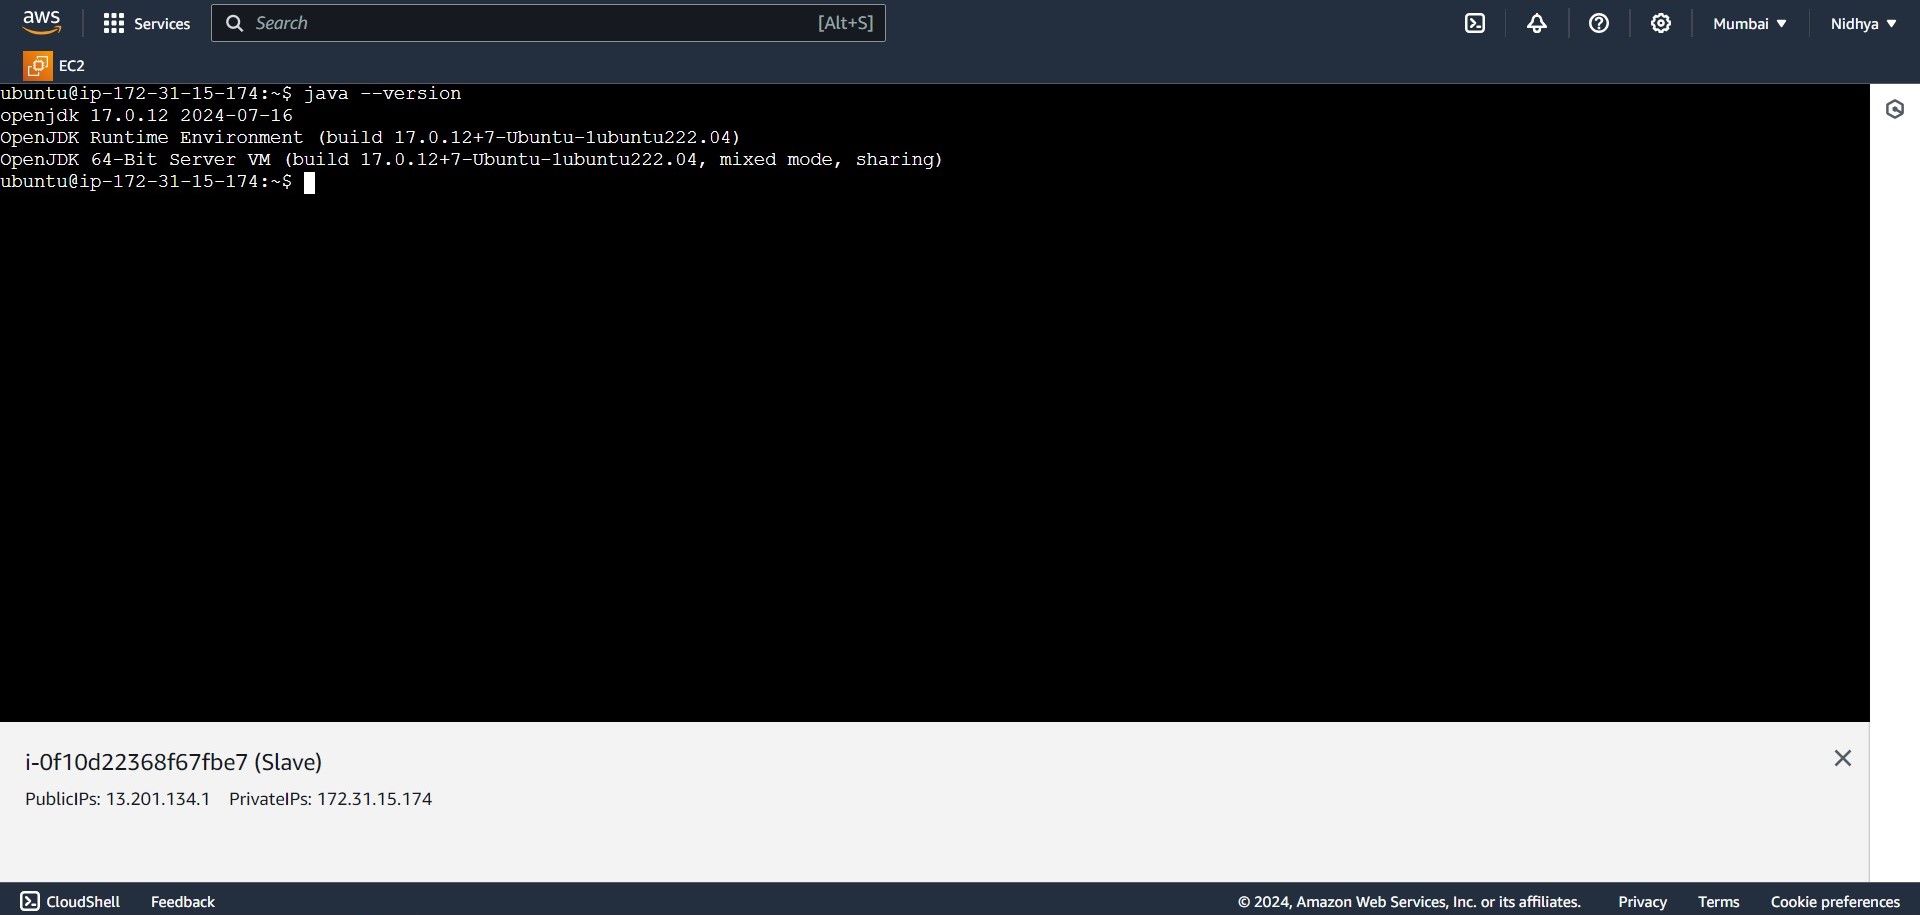 aws
Services
Search
[Alt+S]
Mumbai
Nidhya
EC2
ubuntu@ip-172-31-15-174:~$ java --version
openjdk 17.0.12 2024-07-16
OpenJDK Runtime Environment (build 17.0.12+7-Ubuntu-1ubuntu222.04)
OpenJDK 64-Bit Server VM (build 17.0.12+7-Ubuntu-1ubuntu222.04, mixed mode, sharing)
ubuntu@ip-172-31-15-174:~$
i-0f10d22368f67fbe7 (Slave)
PublicIPs: 13.201.134.1 PrivateIPs: 172.31.15.174
CloudShell
Feedback
© 2024, Amazon Web Services, Inc. or its affiliates.
Privacy
Terms
Cookie preferences